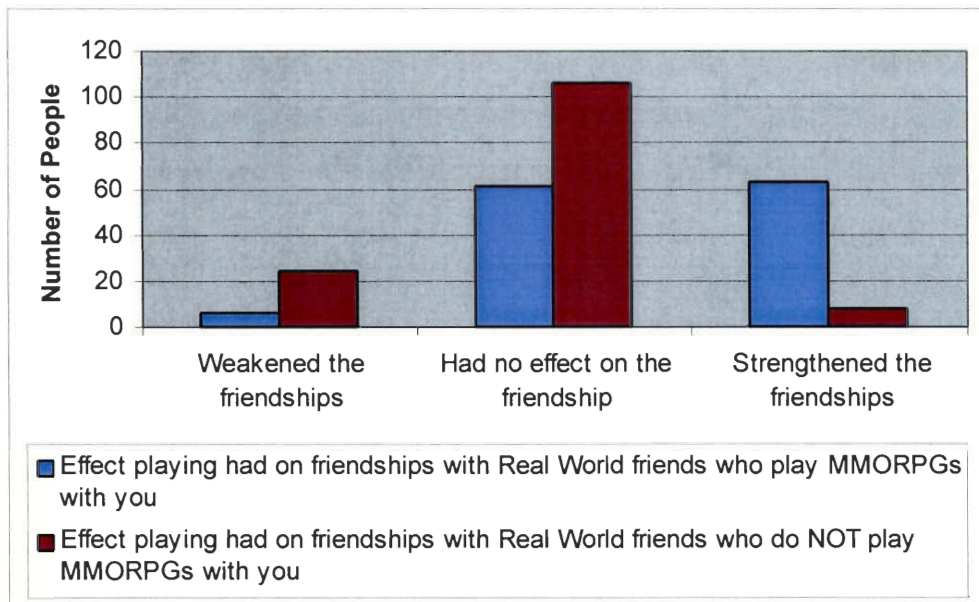 Number of People
120
100
80
60
40
20
0
Weakened the
friendships
Had no effect on the
friendship
Strengthened the
friendships
Effect playing had on friendships with Real World friends who play MMORPGs
with you
Effect playing had on friendships with Real World friends who do NOT play
MMORPGs with you